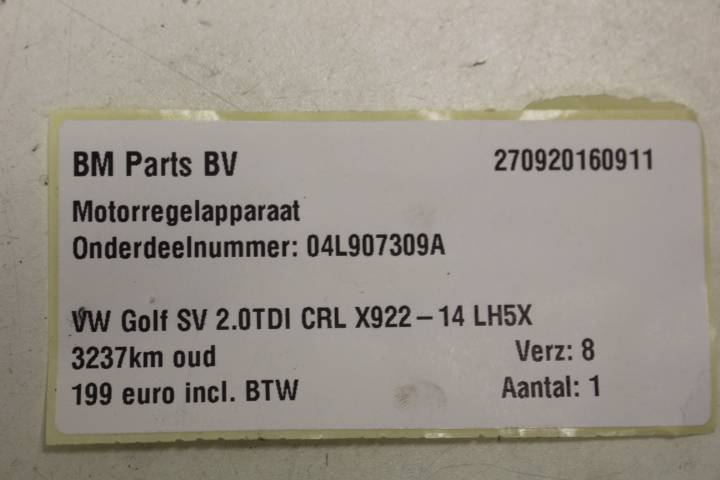 BM Parts BV 270920160911
Motorregelapparaat
Onderdeelnummer: 04L907309A
VW Golf SV 2.0TDI CRL X922-14 LH5X
3237km oud Verz: 8
199 euro incl. BTW Aantal: 1